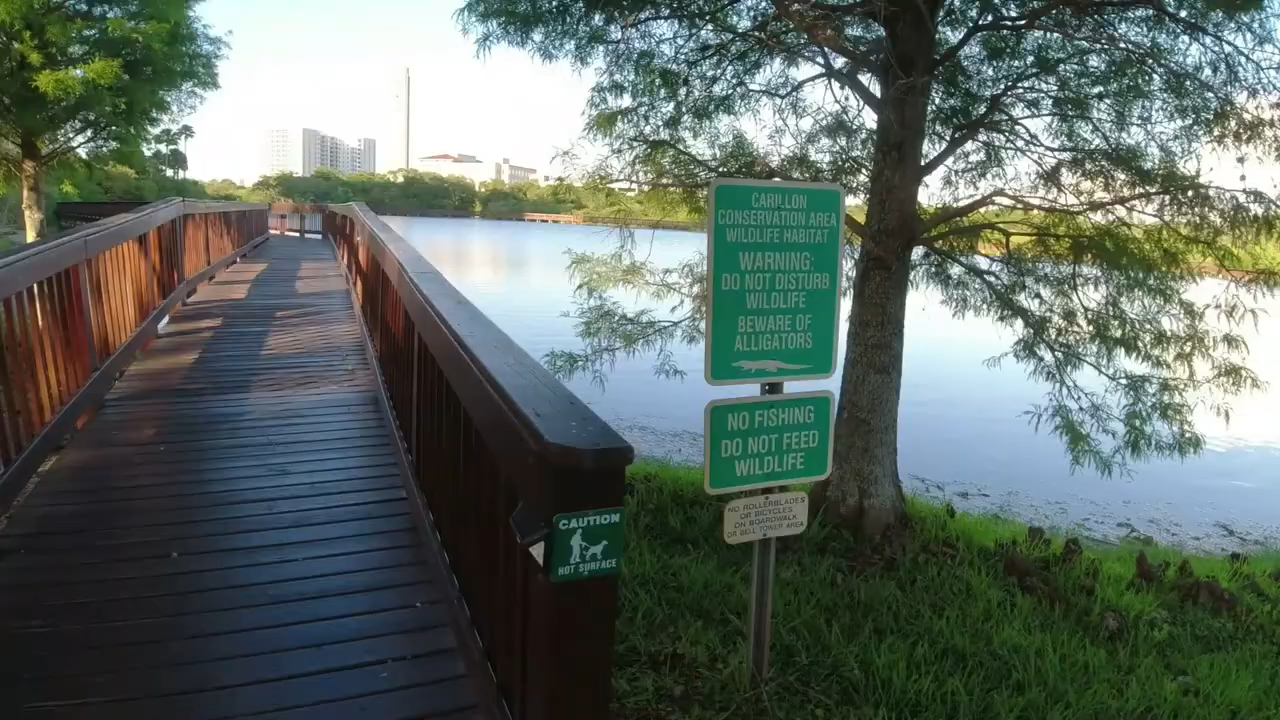 CARILLON
CONSERVATION AREA
WILDLIFE HABITAT
WARNING:
DO NOT DISTURB
WILDLIFE
BEWARE OF
ALLIGATORS
NO FISHING
DO NOT FEED
WILDLIFE
NO ROLLERBLADES
OR BICYCLES
ON BOARDWALK
OR BELL TOWER AREA
CAUTION
HOT SURFACE